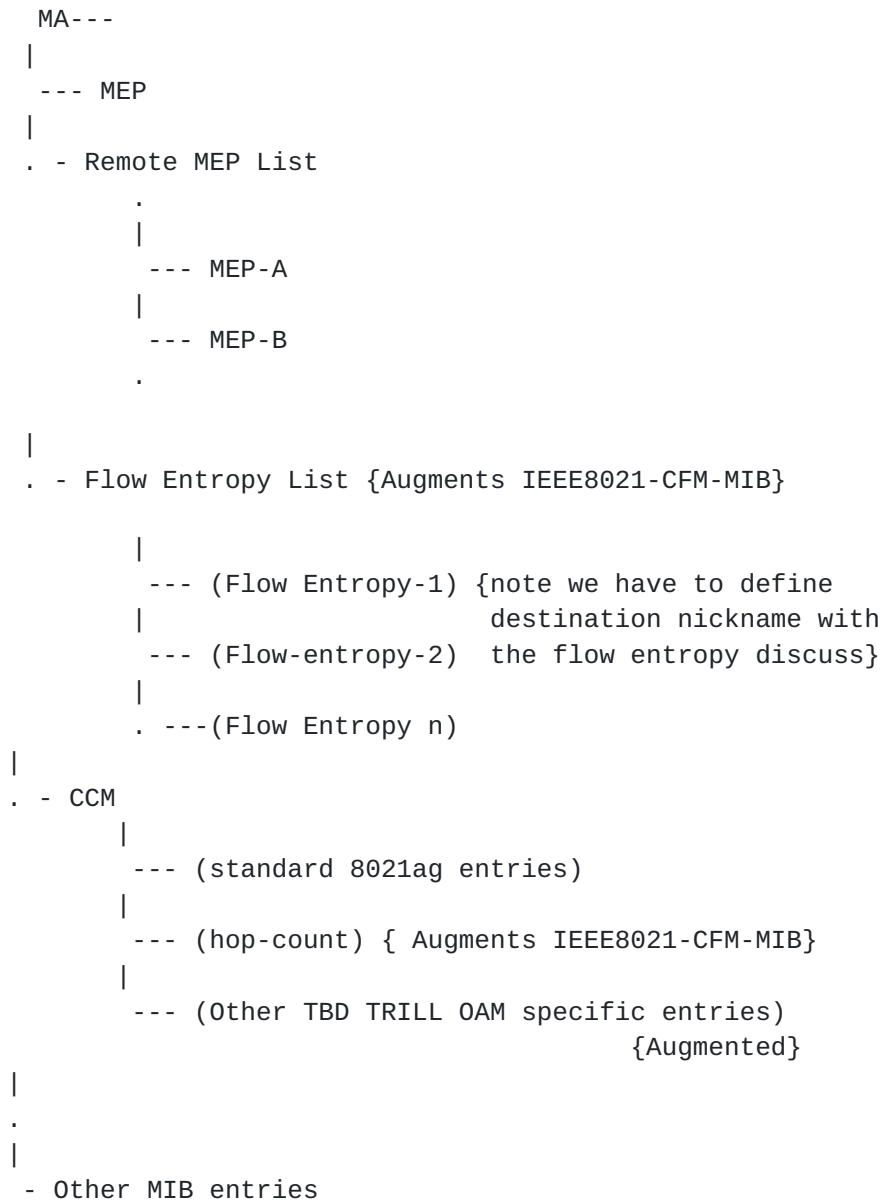 MA---
|
--- MEP
|
. - Remote MEP List
.
|
--- MEP-A
|
--- MEP-B
.
|
. - Flow Entropy List {Augments IEEE8021-CFM-MIB}
|
--- (Flow Entropy-1) {note we have to define
| destination nickname with
--- (Flow-entropy-2) the flow entropy discuss}
|
. ---(Flow Entropy n)
|
. - CCM
|
--- (standard 8021ag entries)
|
--- (hop-count) { Augments IEEE8021-CFM-MIB}
|
--- (Other TBD TRILL OAM specific entries)
{Augmented}
|
.
|
- Other MIB entries